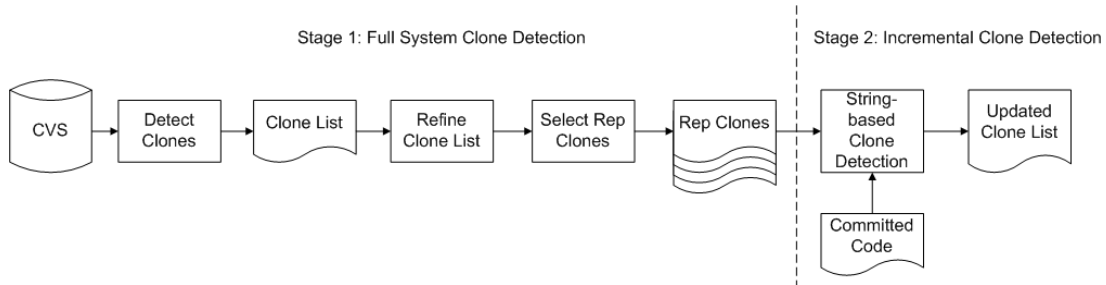 Stage 1: Full System Clone Detection
Stage 2: Incremental Clone Detection
CVS
Detect
Clones
Clone List
Refine
Clone List
Select Rep
Clones
Rep Clones
String-
based
Clone
Detection
Updated
Clone List
Committed
Code